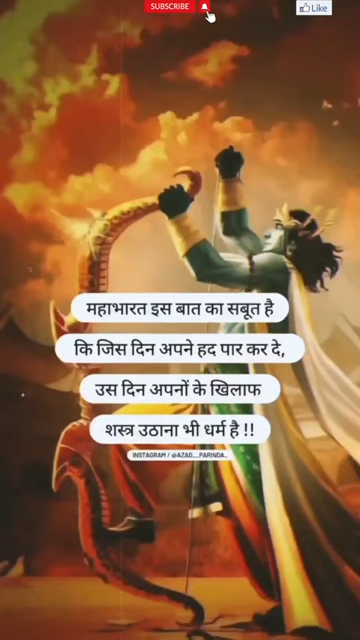 SUBSCRIBE
Like
महाभारत इस बात का सबूत है
कि जिस दिन अपने हद पार कर दे,
उस दिन अपनों के खिलाफ
शस्त्र उठाना भी धर्म है !!
INSTAGRAM / @AZAD__PARINDA_